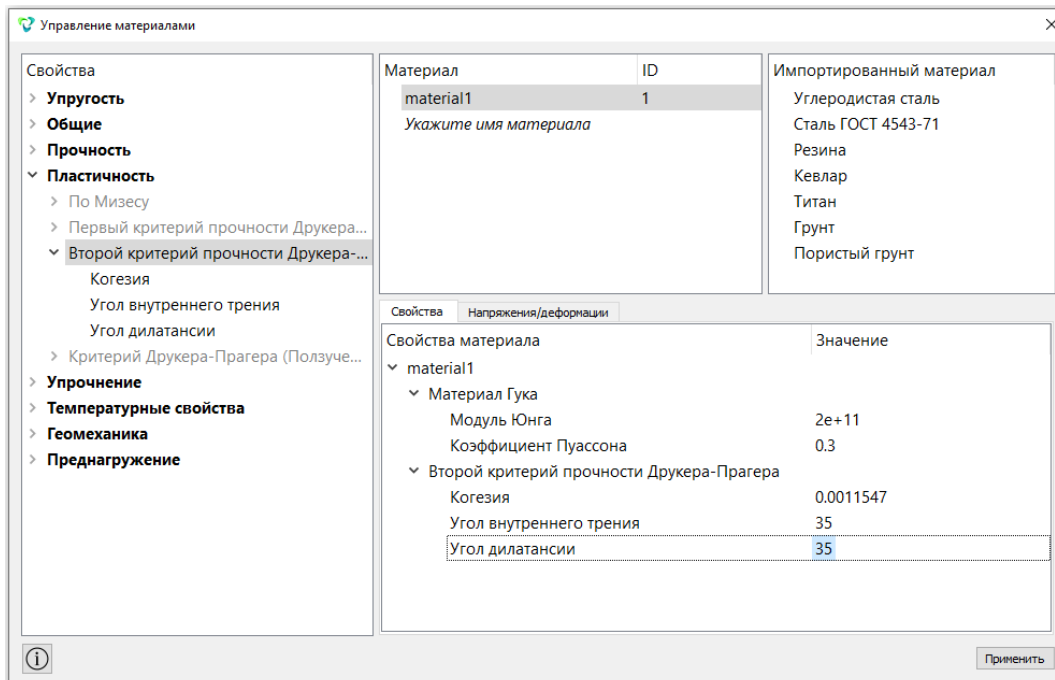 Управление материалами
Свойства
Упругость
Общие
Прочность
Пластичность
По Мизесу
Первый критерий прочности Друкера...
Второй критерий прочности Друкера-...
Когезия
Угол внутреннего трения
Угол дилатансии
Критерий Друкера-Прагера (Ползуче...
Упрочнение
Температурные свойства
Геомеханика
Преднагружение
Материал ID
material1 1
Укажите имя материала
Импортированный материал
Углеродистая сталь
Сталь ГОСТ 4543-71
Резина
Кевлар
Титан
Грунт
Пористый грунт
Свойства Напряжения/деформации
Свойства материала Значение
material1
Материал Гука
Модуль Юнга 2e+11
Коэффициент Пуассона 0.3
Второй критерий прочности Друкера-Прагера
Когезия 0.0011547
Угол внутреннего трения 35
Угол дилатансии 35
Применить